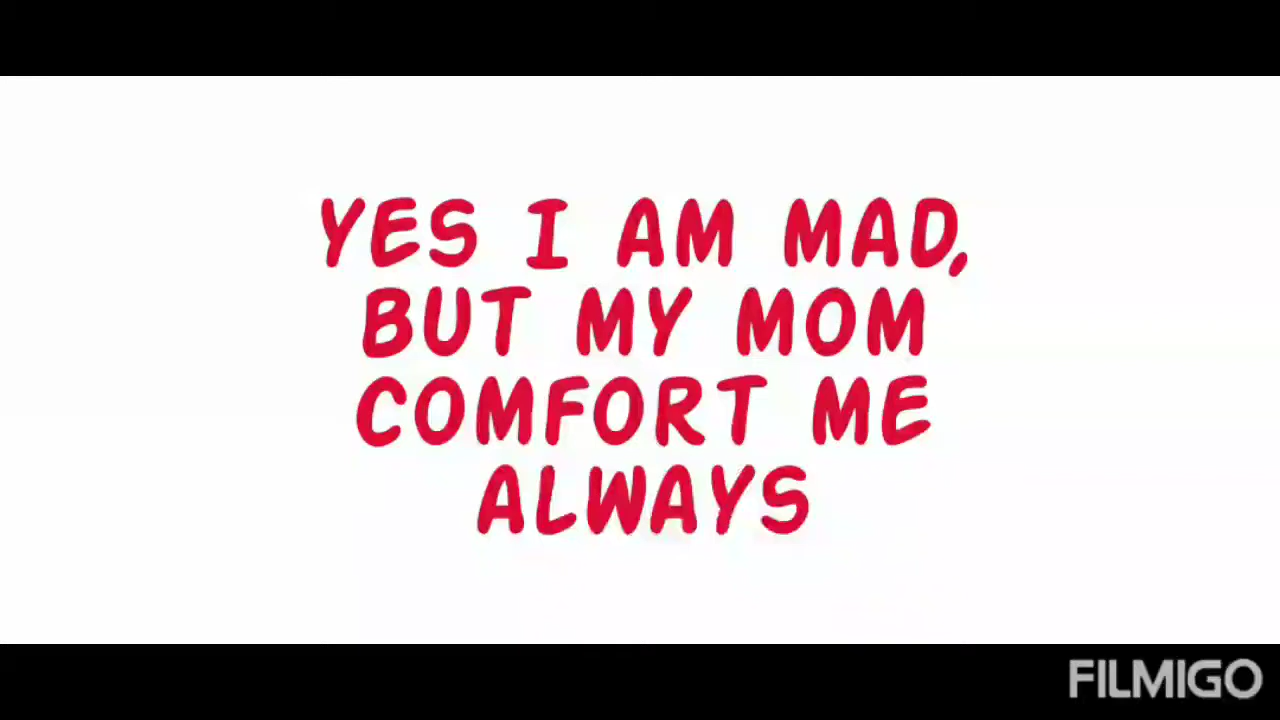 YES I AM MAD,
BUT MY MOM
COMFORT ME
ALWAYS
FILMIGO